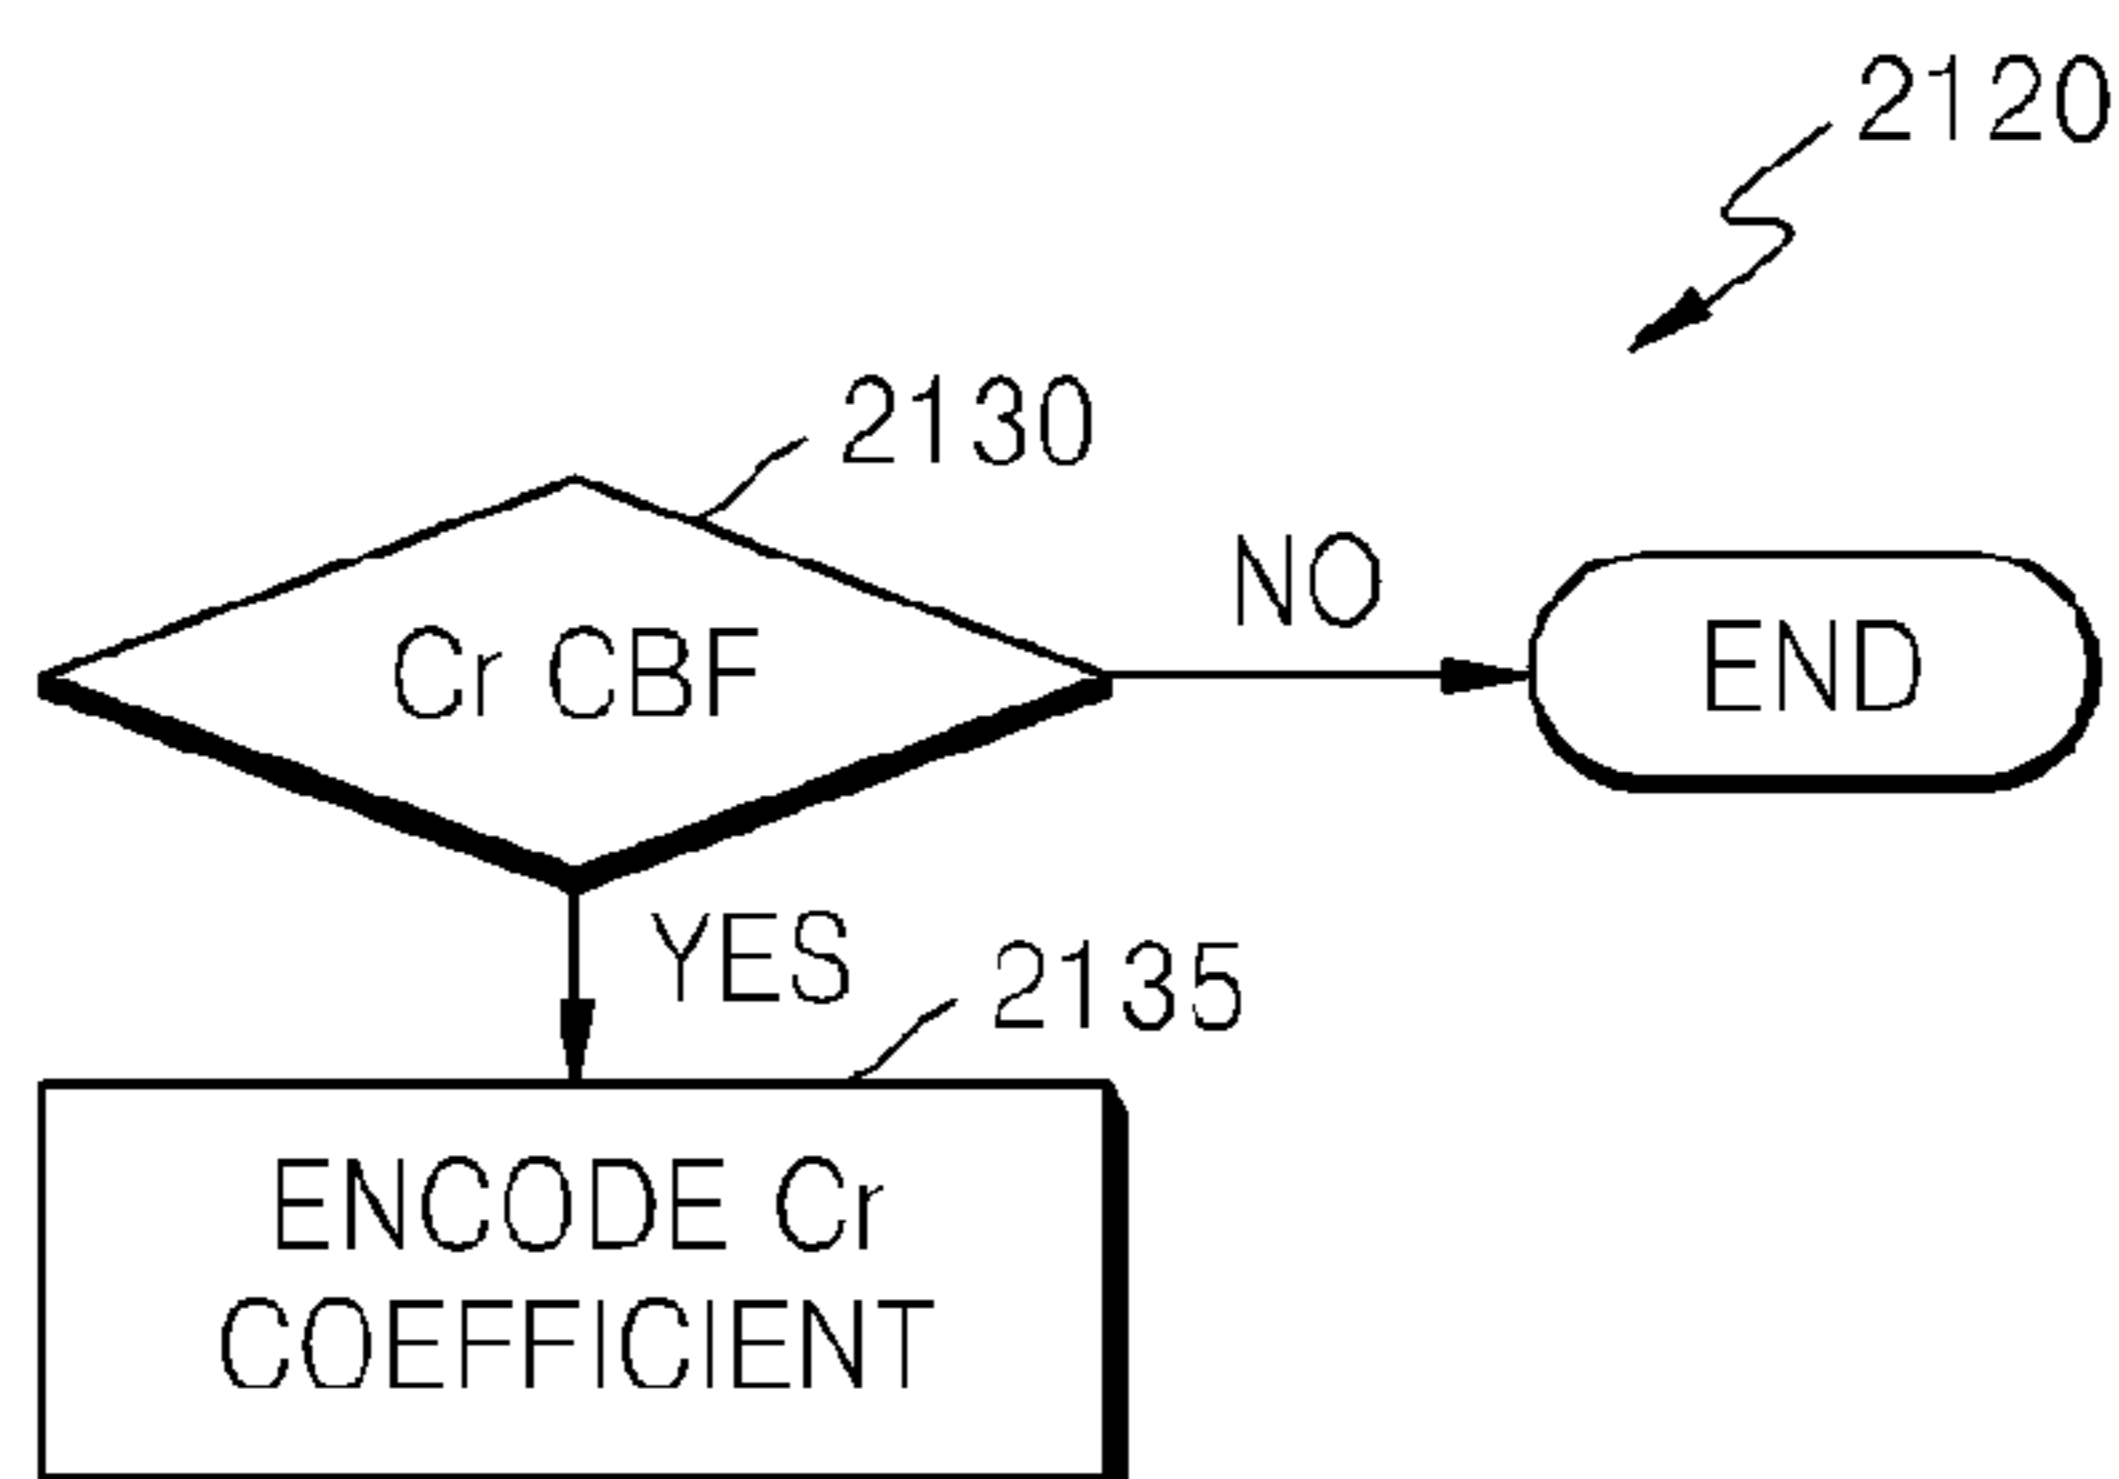 2120
2130
Cr CBF
NO
END
YES
2135
ENCODE Cr
COEFFICIENT